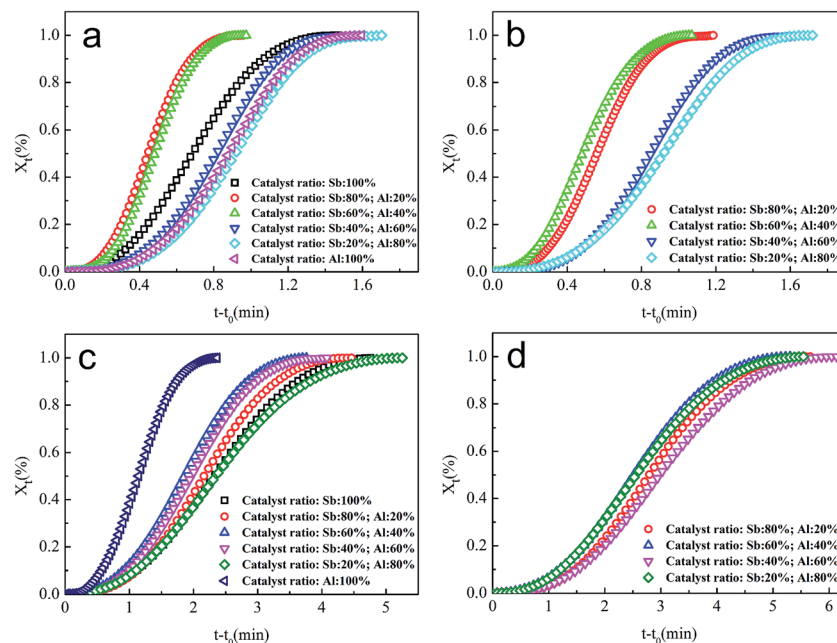 a
1.0
0.8
0.6
0.4
0.2
0.0
X_t(%)
Catalyst ratio: Sb:100%
Catalyst ratio: Sb:80%; Al:20%
Catalyst ratio: Sb:60%; Al:40%
Catalyst ratio: Sb:40%; Al:60%
Catalyst ratio: Sb:20%; Al:80%
Catalyst ratio: Al:100%
0.0 0.4 0.8 1.2 1.6
t-t_0(min)
b
1.0
0.8
0.6
0.4
0.2
0.0
X_t(%)
Catalyst ratio: Sb:80%; Al:20%
Catalyst ratio: Sb:60%; Al:40%
Catalyst ratio: Sb:40%; Al:60%
Catalyst ratio: Sb:20%; Al:80%
0.0 0.4 0.8 1.2 1.6
t-t_0(min)
c
1.0
0.8
0.6
0.4
0.2
0.0
X_t(%)
Catalyst ratio: Sb:100%
Catalyst ratio: Sb:80%; Al:20%
Catalyst ratio: Sb:60%; Al:40%
Catalyst ratio: Sb:40%; Al:60%
Catalyst ratio: Sb:20%; Al:80%
Catalyst ratio: Al:100%
0 1 2 3 4 5
t-t_0(min)
d
1.0
0.8
0.6
0.4
0.2
0.0
X_t(%)
Catalyst ratio: Sb:80%; Al:20%
Catalyst ratio: Sb:60%; Al:40%
Catalyst ratio: Sb:40%; Al:60%
Catalyst ratio: Sb:20%; Al:80%
0 1 2 3 4 5 6
t-t_0(min)